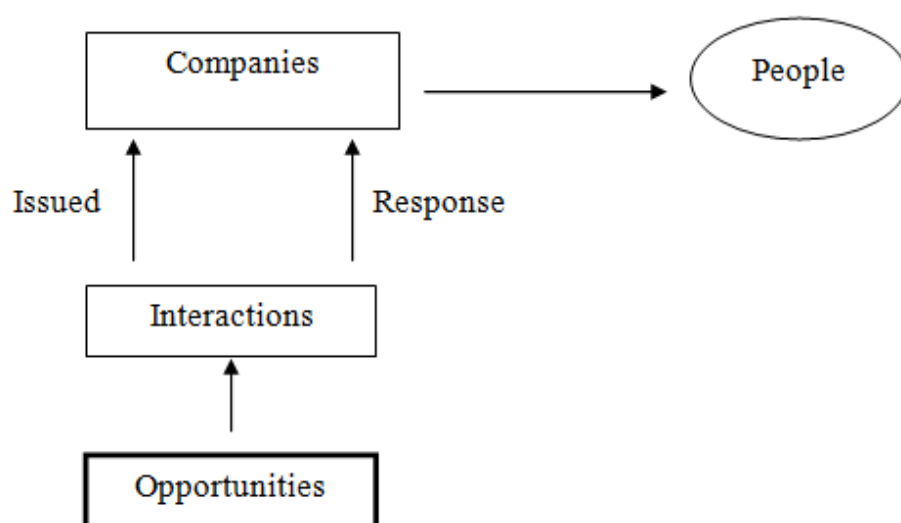 Companies
People
Issued
Response
Interactions
Opportunities